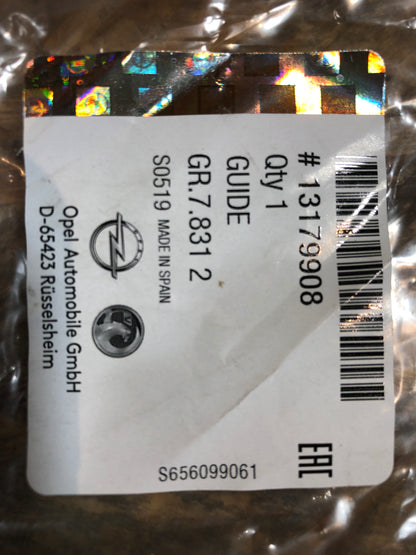 # 13179908
Qty 1
GUIDE
GR.7.831 2
S0519 MADE IN SPAIN
Opel Automobile GmbH
D-65423 Rüsselsheim
EAC
S656099061